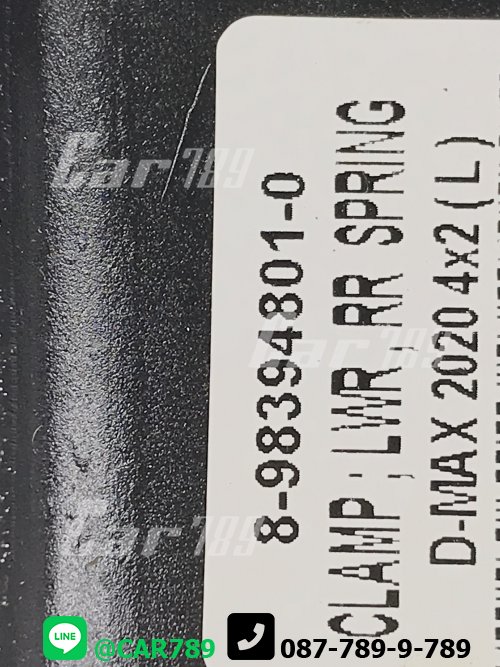 8-98394801-0
CLAMP ; LWR , RR SPRING
D-MAX 2020 4x2 (L)
Car789
Car789
Car789
LINE
@CAR789
087-789-9-789